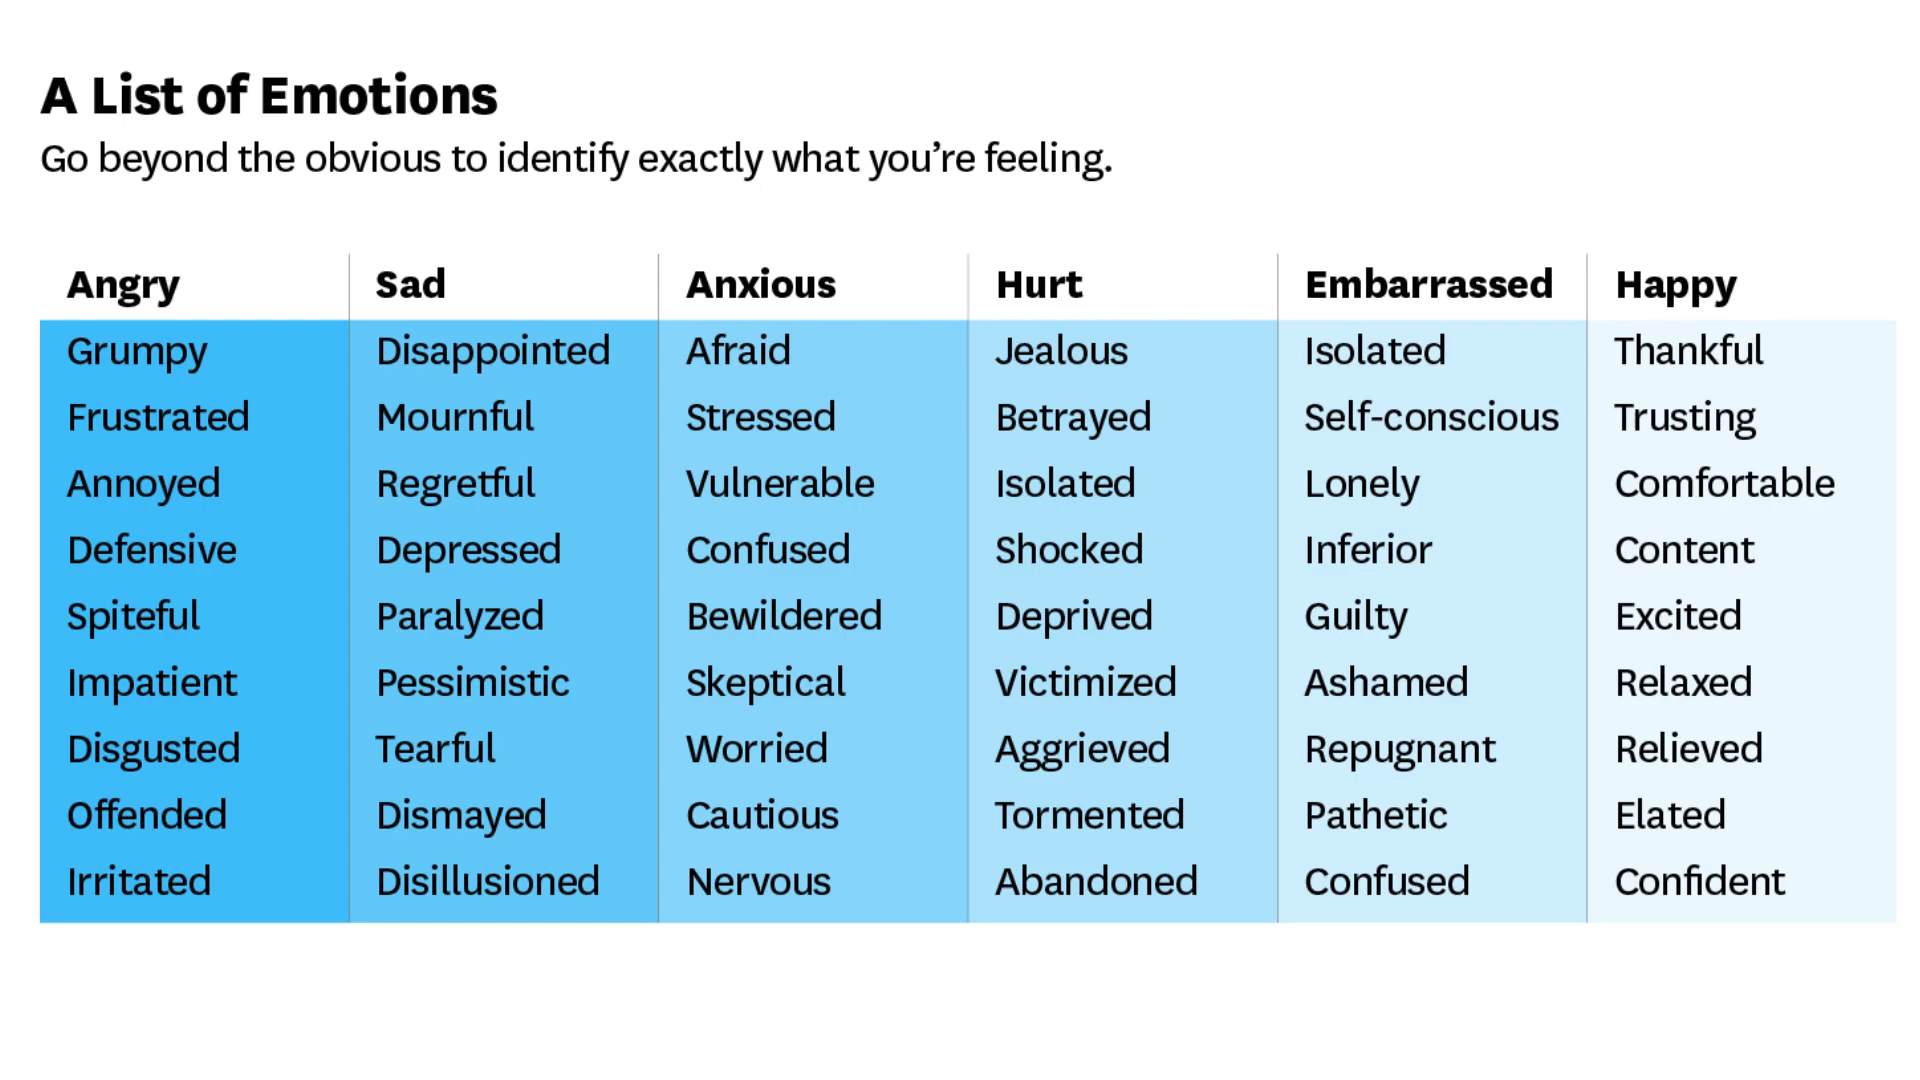 A List of Emotions
Go beyond the obvious to identify exactly what you’re feeling.
Angry Sad Anxious Hurt Embarrassed Happy
Grumpy Disappointed Afraid Jealous Isolated Thankful
Frustrated Mournful Stressed Betrayed Self-conscious Trusting
Annoyed Regretful Vulnerable Isolated Lonely Comfortable
Defensive Depressed Confused Shocked Inferior Content
Spiteful Paralyzed Bewildered Deprived Guilty Excited
Impatient Pessimistic Skeptical Victimized Ashamed Relaxed
Disgusted Tearful Worried Aggrieved Repugnant Relieved
Offended Dismayed Cautious Tormented Pathetic Elated
Irritated Disillusioned Nervous Abandoned Confused Confident